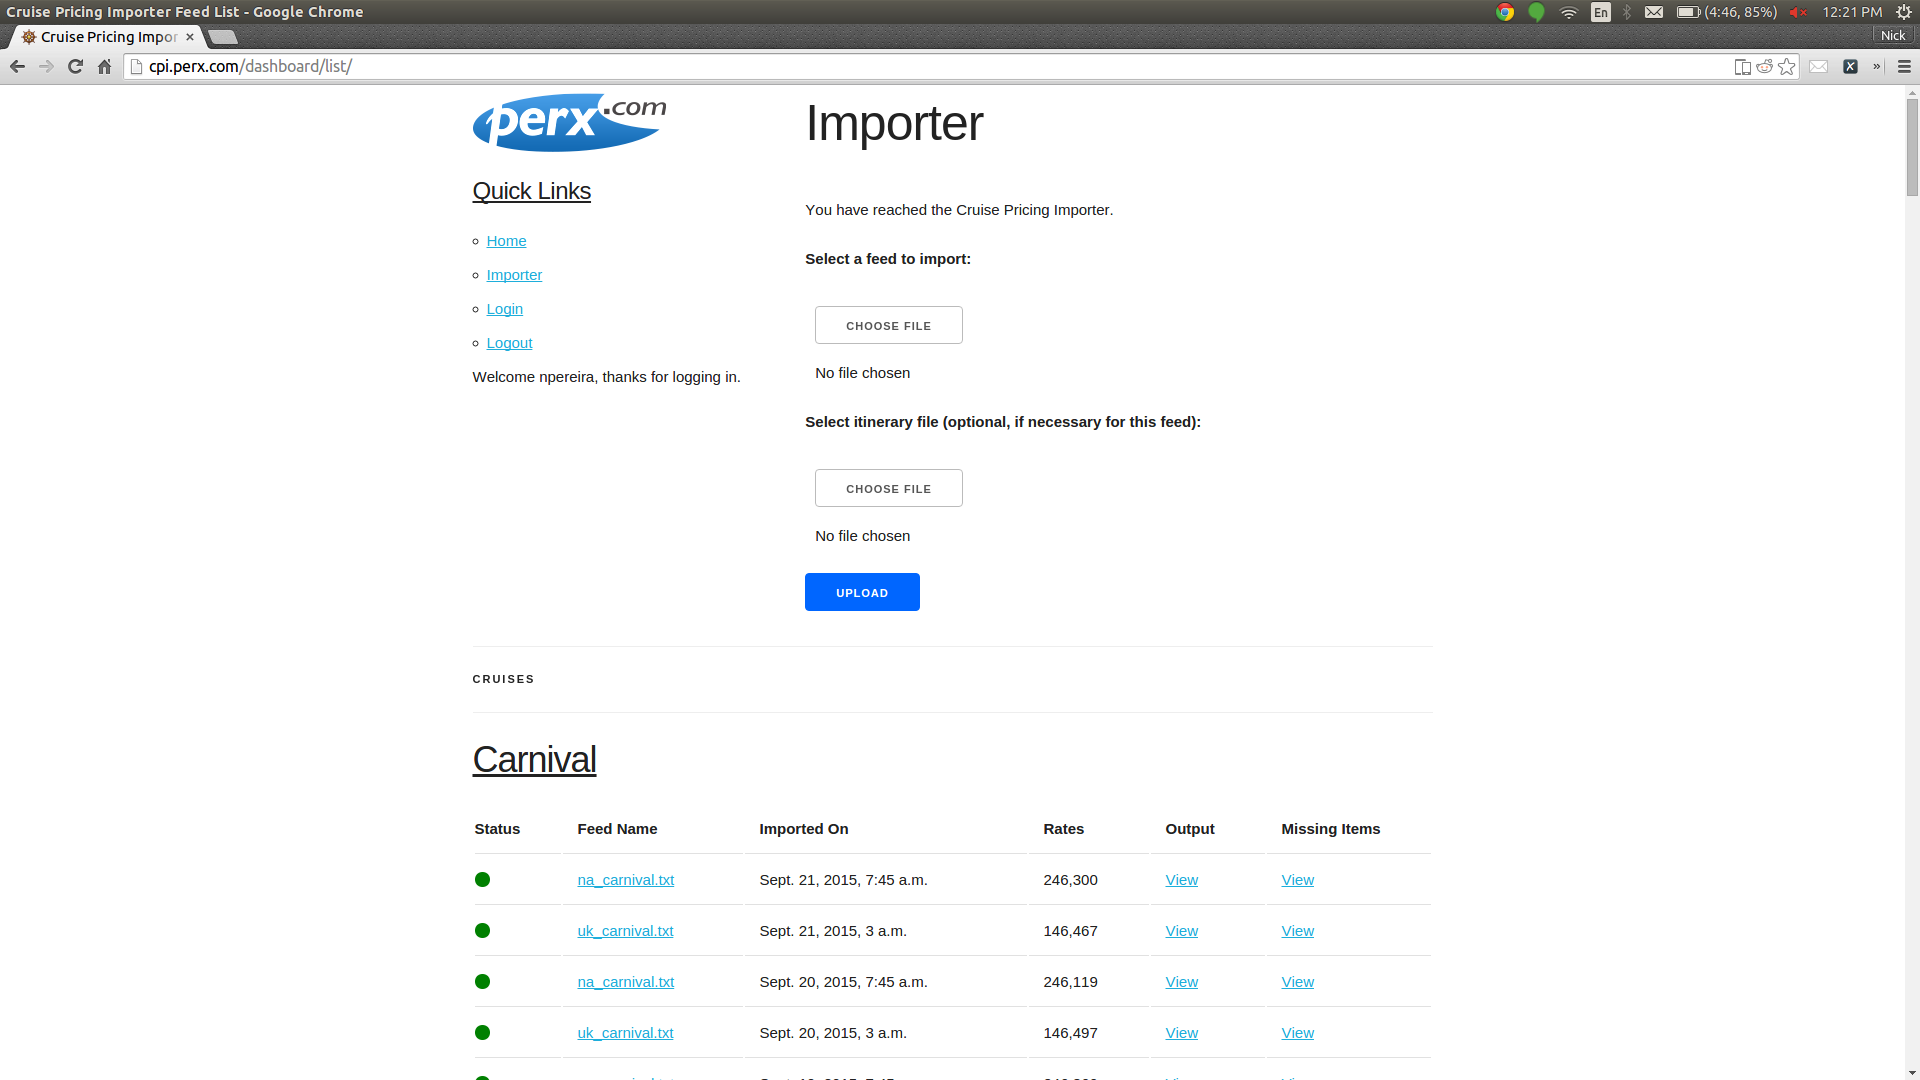 Cruise Pricing Importer Feed List - Google Chrome
En
(4:46, 85%)
12:21 PM
Cruise Pricing Impor
Nick
cpi.perx.com/dashboard/list/
perx.com
Importer
Quick Links
Home
Importer
Login
Logout
Welcome npereira, thanks for logging in.
You have reached the Cruise Pricing Importer.
Select a feed to import:
CHOOSE FILE
No file chosen
Select itinerary file (optional, if necessary for this feed):
CHOOSE FILE
No file chosen
UPLOAD
CRUISES
Carnival
Status Feed Name Imported On Rates Output Missing Items
na_carnival.txt Sept. 21, 2015, 7:45 a.m. 246,300 View View
uk_carnival.txt Sept. 21, 2015, 3 a.m. 146,467 View View
na_carnival.txt Sept. 20, 2015, 7:45 a.m. 246,119 View View
uk_carnival.txt Sept. 20, 2015, 3 a.m. 146,497 View View